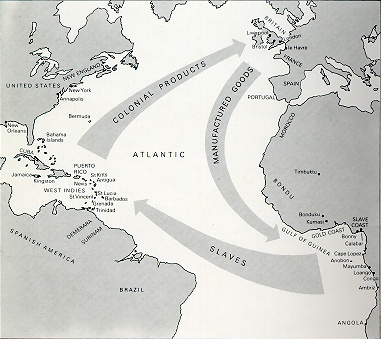 BRITAIN
Liverpool
London
Bristol
le Havre
FRANCE
SPAIN
PORTUGAL
NEW ENGLAND
UNITED STATES
New York
Annapolis
Bermuda
New
Orleans
Bahama
Islands
CUBA
Jamaica
Kingston
PUERTO
RICO
St Kitts
Antigua
Nevis
WEST INDIES
St Lucia
St Vincent
Barbados
Grenada
Trinidad
DEMERARA
SURINAM
SPANISH AMERICA
BRAZIL
ATLANTIC
COLONIAL PRODUCTS
MANUFACTURED GOODS
SLAVES
MOROCCO
Timbuktu
BONDU
Bonduku
Kumasi
SLAVE
COAST
GOLD COAST
GULF OF GUINEA
Bonny
Calabar
Cape Lopez
Anobon
Mayumba
Loango
Congo
Ambriz
ANGOLA